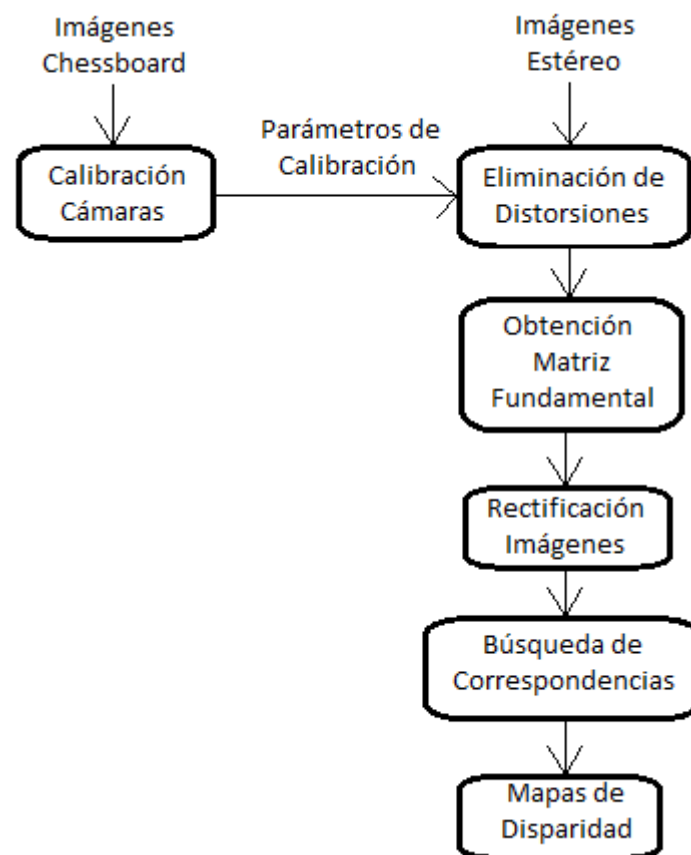 Imágenes
Chessboard
Imágenes
Estéreo
Parámetros de
Calibración
Calibración
Cámaras
Eliminación de
Distorsiones
Obtención
Matriz
Fundamental
Rectificación
Imágenes
Búsqueda de
Correspondencias
Mapas de
Disparidad